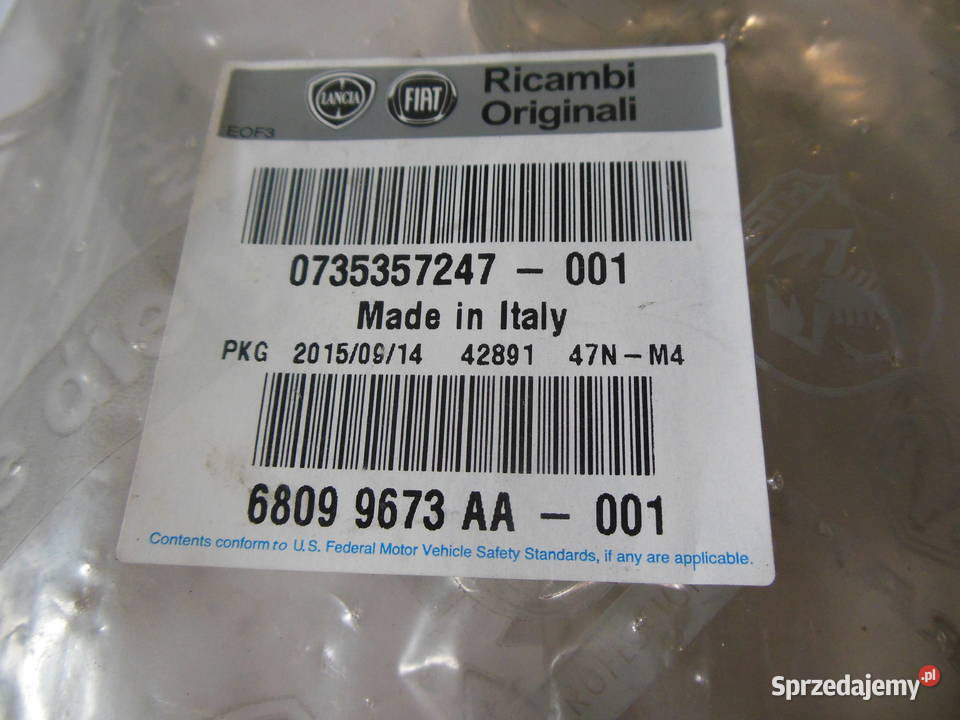 LANCIA FIAT Ricambi
Originali
EOF3
0735357247 - 001
Made in Italy
PKG 2015/09/14 42891 47N-M4
6809 9673 AA - 001
Contents conform to U.S. Federal Motor Vehicle Safety Standards, if any are applicable.
Sprzedajemy.pl